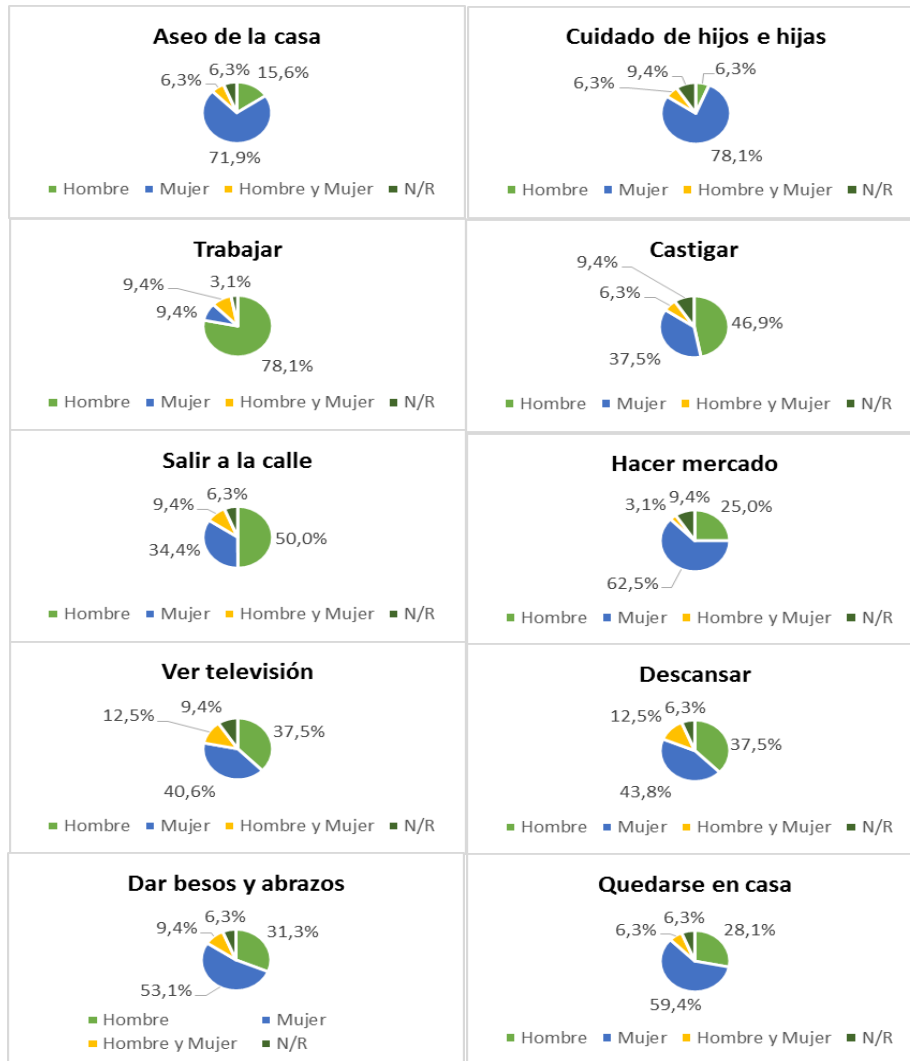 Aseo de la casa
6,3%
6,3%
15,6%
71,9%
Hombre Mujer Hombre y Mujer N/R
Cuidado de hijos e hijas
9,4%
6,3%
6,3%
78,1%
Hombre Mujer Hombre y Mujer N/R
Trabajar
9,4%
3,1%
9,4%
78,1%
Hombre Mujer Hombre y Mujer N/R
Castigar
9,4%
6,3%
46,9%
37,5%
Hombre Mujer Hombre y Mujer N/R
Salir a la calle
9,4%
6,3%
34,4%
50,0%
Hombre Mujer Hombre y Mujer N/R
Hacer mercado
3,1%
9,4%
25,0%
62,5%
Hombre Mujer Hombre y Mujer N/R
Ver televisión
12,5%
9,4%
37,5%
40,6%
Hombre Mujer Hombre y Mujer N/R
Descansar
12,5%
6,3%
37,5%
43,8%
Hombre Mujer Hombre y Mujer N/R
Dar besos y abrazos
9,4%
6,3%
31,3%
53,1%
Hombre Mujer
Hombre y Mujer N/R
Quedarse en casa
6,3%
6,3%
28,1%
59,4%
Hombre Mujer Hombre y Mujer N/R